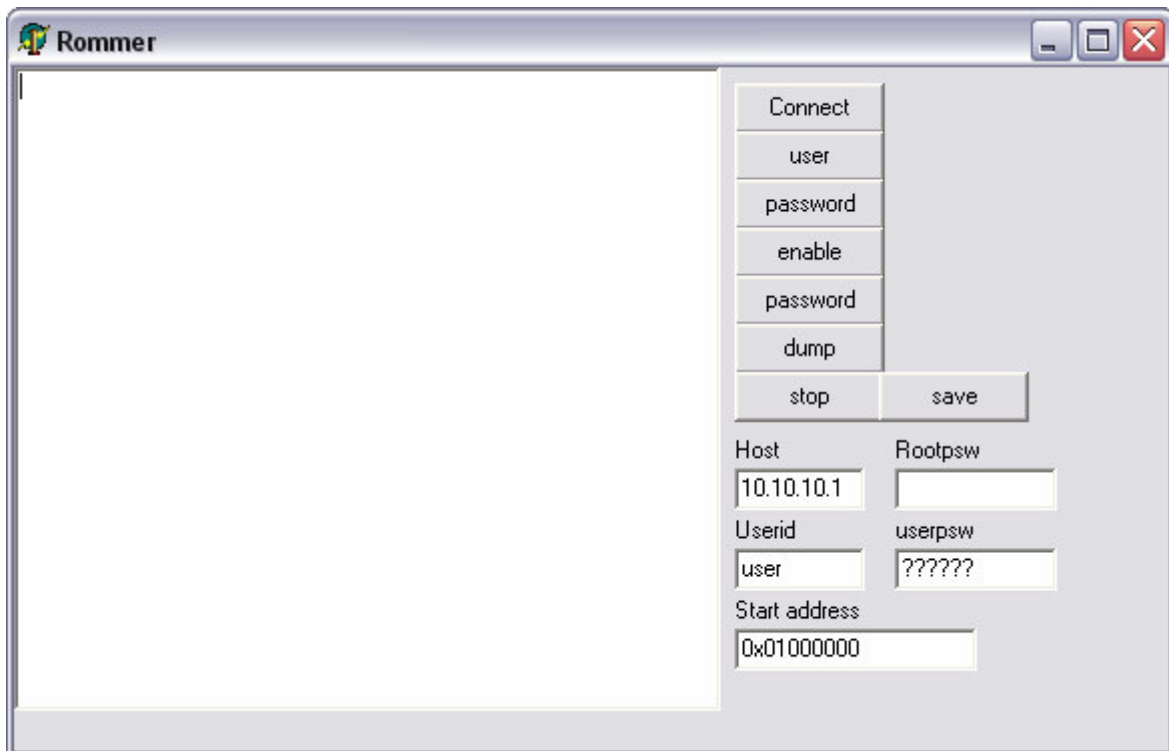 Rommer
Connect
user
password
enable
password
dump
stop save
Host Rootpsw
10.10.10.1
Userid userpsw
user ??????
Start address
0x01000000